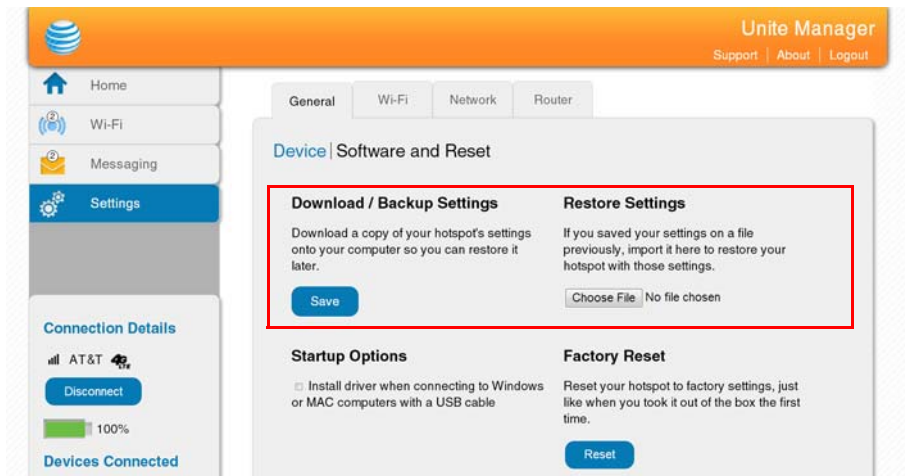 Unite Manager
Support | About | Logout
Home
2
Wi-Fi
2
Messaging
Settings
Connection Details
AT&T 4G LTE
Disconnect
100%
Devices Connected
General Wi-Fi Network Router
Device | Software and Reset
Download / Backup Settings
Download a copy of your hotspot's settings
onto your computer so you can restore it
later.
Save
Restore Settings
If you saved your settings on a file
previously, import it here to restore your
hotspot with those settings.
Choose File No file chosen
Startup Options
Install driver when connecting to Windows
or MAC computers with a USB cable
Factory Reset
Reset your hotspot to factory settings, just
like when you took it out of the box the first
time.
Reset